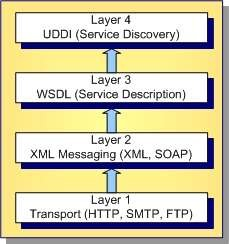 Layer 4
UDDI (Service Discovery)
Layer 3
WSDL (Service Description)
Layer 2
XML Messaging (XML, SOAP)
Layer 1
Transport (HTTP, SMTP, FTP)